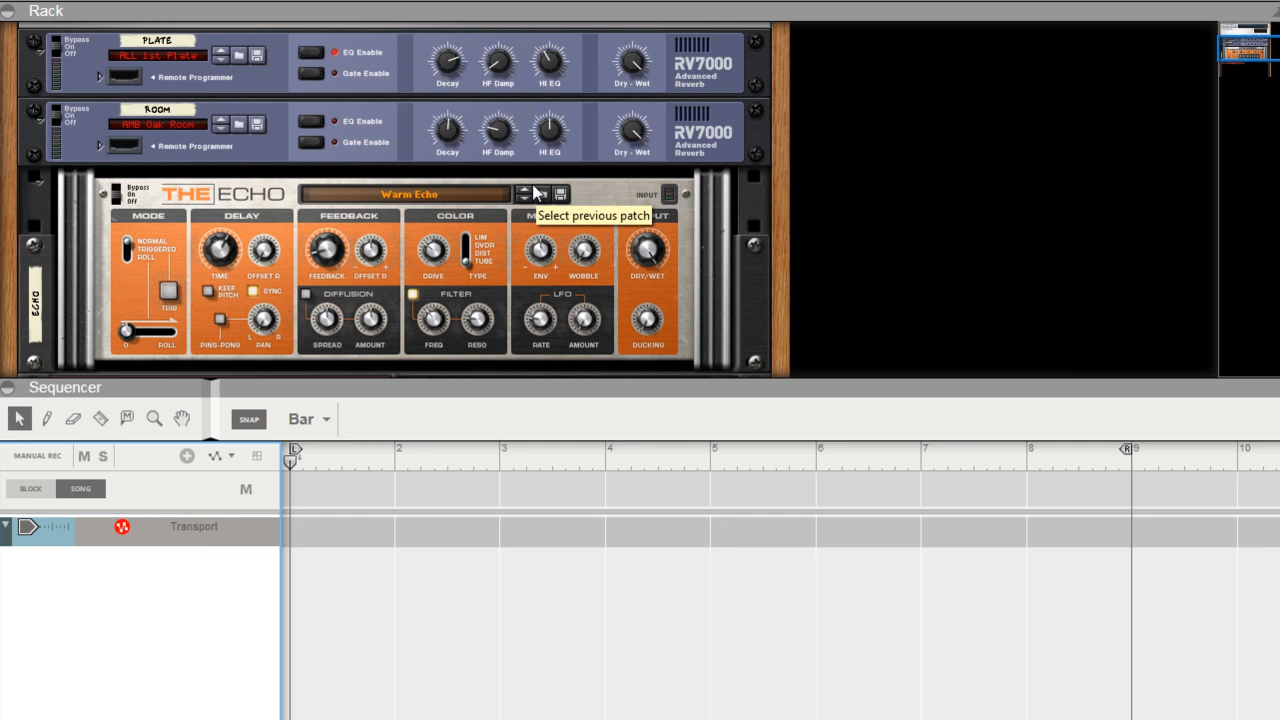 Rack
Bypass
On
Off
PLATE
ALL 1st Plate
Remote Programmer
EQ Enable
Gate Enable
Decay
HF Damp
HI EQ
Dry - Wet
RV7000
Advanced
Reverb
Bypass
On
Off
ROOM
AMB Oak Room
Remote Programmer
EQ Enable
Gate Enable
Decay
HF Damp
HI EQ
Dry - Wet
RV7000
Advanced
Reverb
Bypass
On
Off
THE ECHO
Warm Echo
INPUT
Select previous patch
ECHO
MODE
NORMAL
TRIGGERED
ROLL
TRIG
0 ROLL
DELAY
TIME
OFFSET R
KEEP
PITCH
SYNC
L R
PING-PONG
PAN
FEEDBACK
FEEDBACK
OFFSET R
- +
DIFFUSION
SPREAD
AMOUNT
COLOR
LIM
OVDR
DIST
TUBE
DRIVE
TYPE
FILTER
FREQ
RESO
- +
ENV
WOBBLE
LFO
RATE
AMOUNT
DRY/WET
DUCKING
Sequencer
SNAP
Bar
MANUAL REC
M S
L 2 3 4 5 6 7 8 R 9 10
BLOCK
SONG
M
Transport